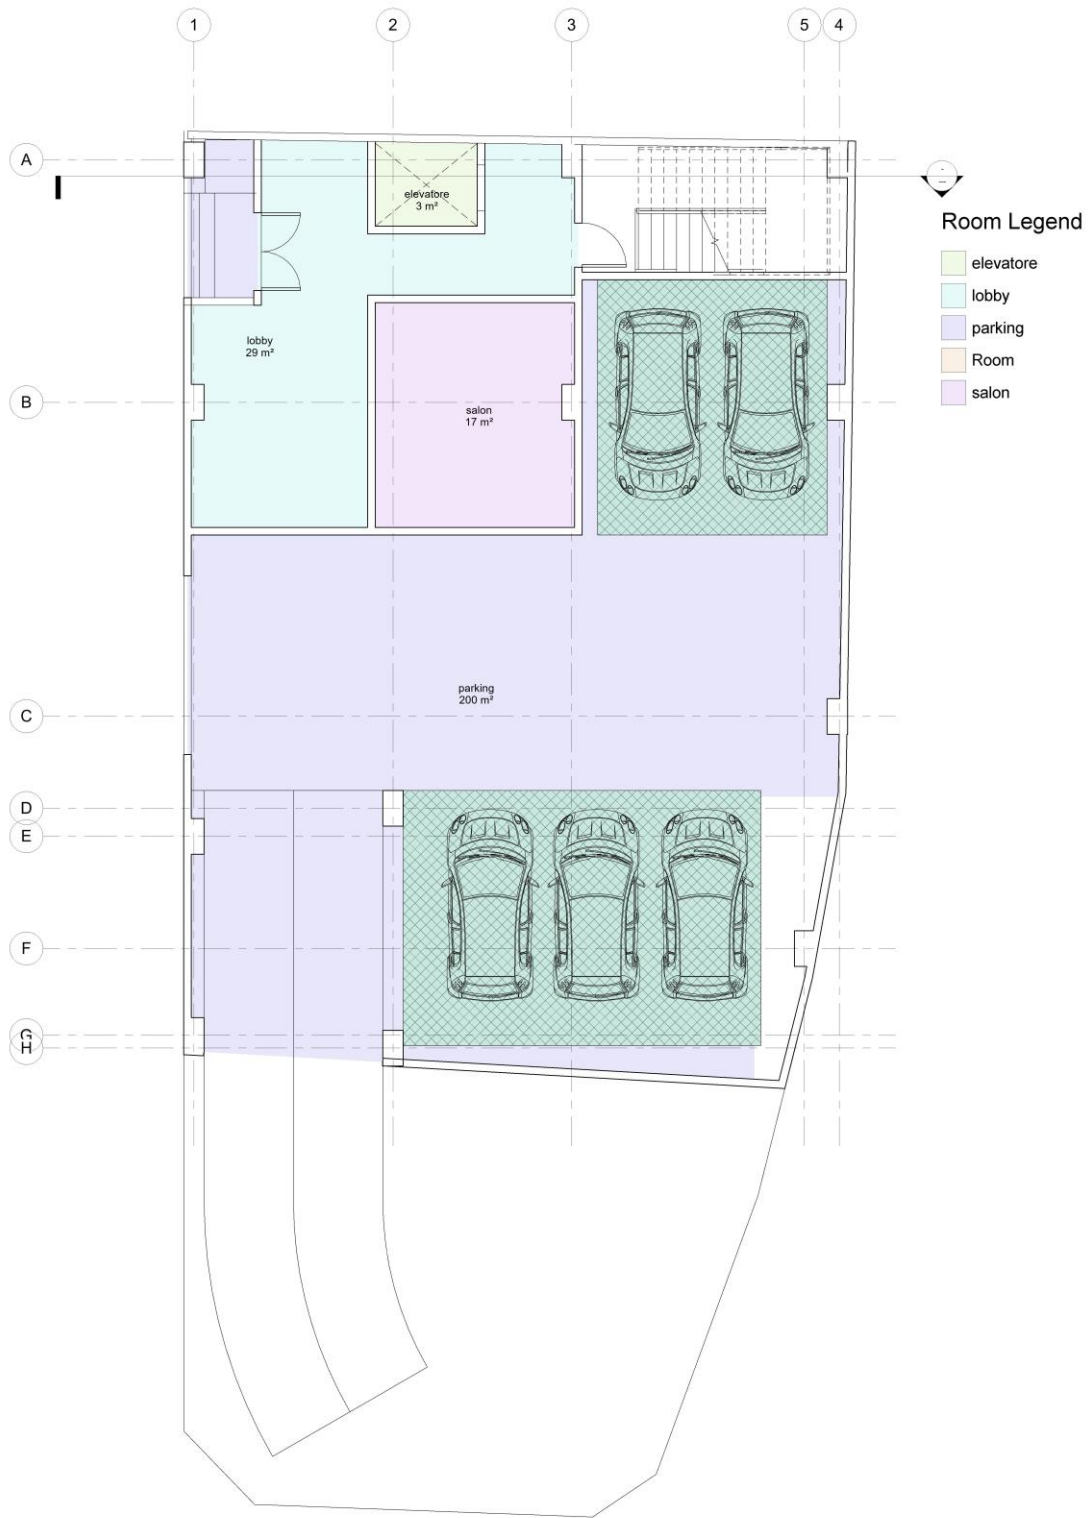 1
2
3
5
4
A
elevatore
3 m²
Room Legend
elevatore
lobby
parking
Room
salon
lobby
29 m²
B
salon
17 m²
parking
200 m²
C
D
E
F
G
H